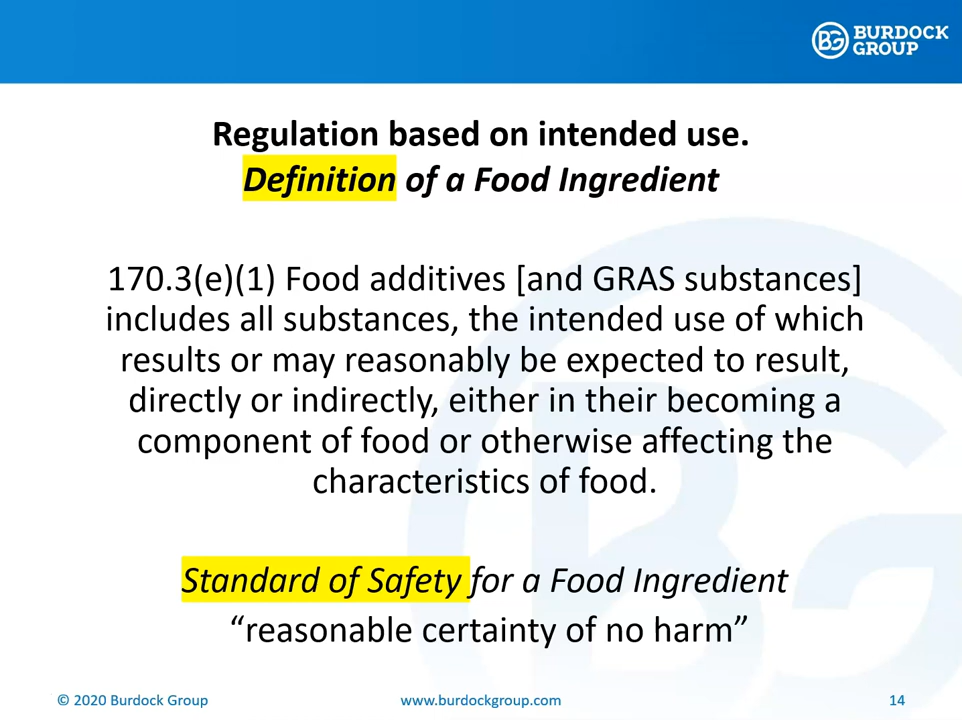 BURDOCK
GROUP
Regulation based on intended use.
Definition of a Food Ingredient
170.3(e)(1) Food additives [and GRAS substances]
includes all substances, the intended use of which
results or may reasonably be expected to result,
directly or indirectly, either in their becoming a
component of food or otherwise affecting the
characteristics of food.
Standard of Safety for a Food Ingredient
“reasonable certainty of no harm”
© 2020 Burdock Group
www.burdockgroup.com
14